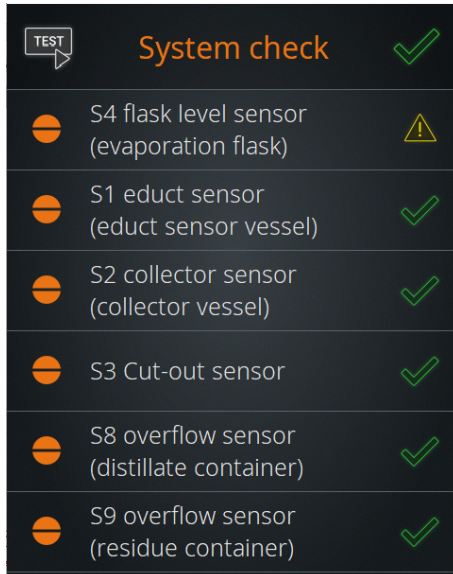 TEST
System check
S4 flask level sensor
(evaporation flask)
S1 educt sensor
(educt sensor vessel)
S2 collector sensor
(collector vessel)
S3 Cut-out sensor
S8 overflow sensor
(distillate container)
S9 overflow sensor
(residue container)